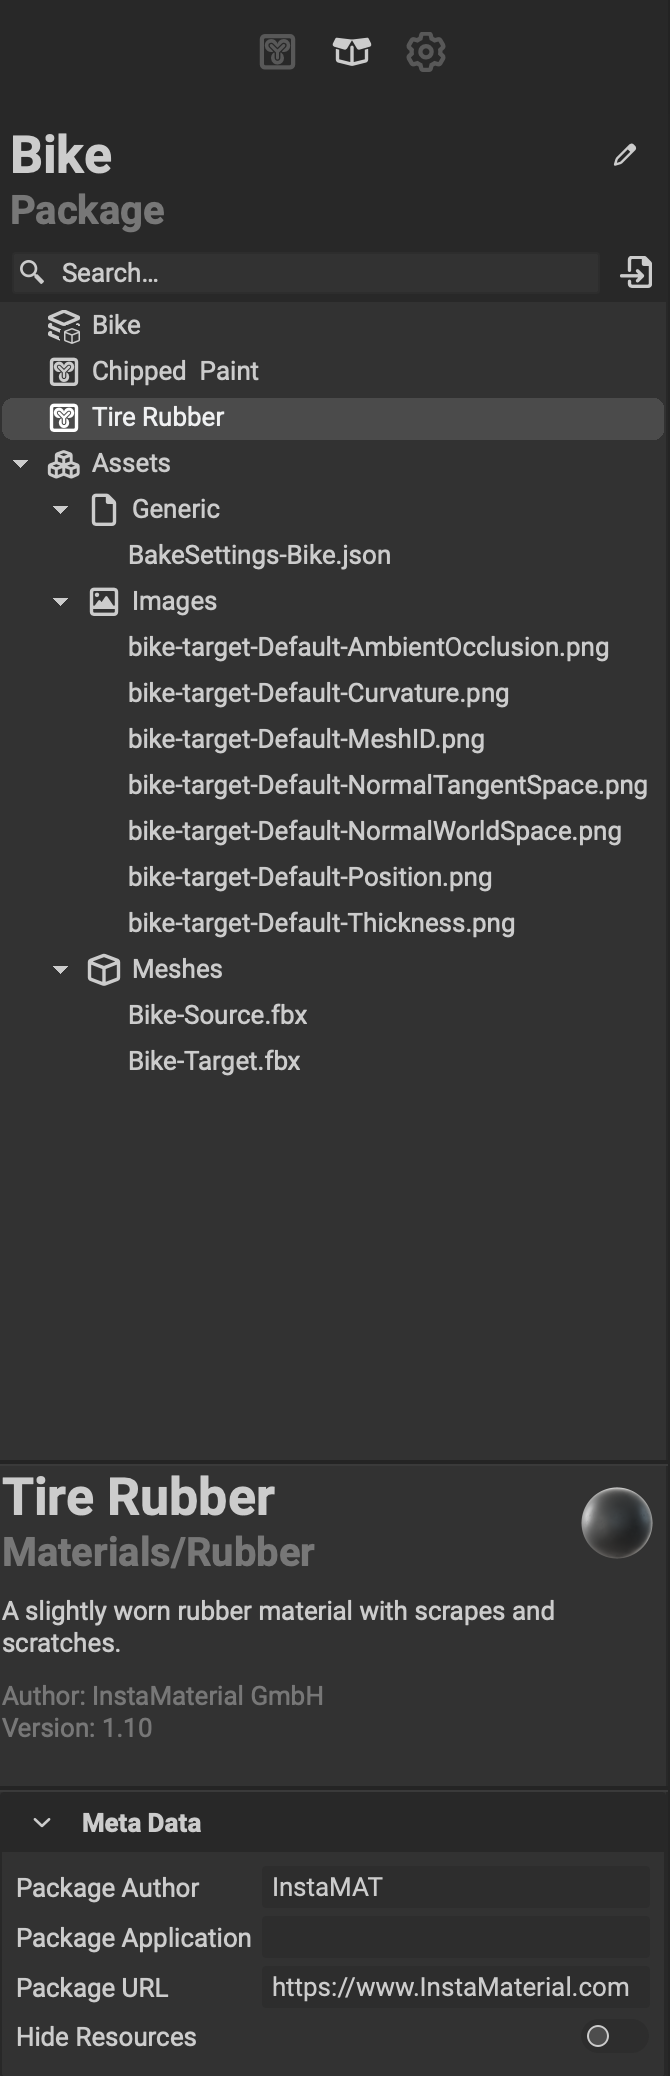 Bike
Package
Search...
Bike
Chipped  Paint
Tire Rubber
Assets
Generic
BakeSettings-Bike.json
Images
bike-target-Default-AmbientOcclusion.png
bike-target-Default-Curvature.png
bike-target-Default-MeshID.png
bike-target-Default-NormalTangentSpace.png
bike-target-Default-NormalWorldSpace.png
bike-target-Default-Position.png
bike-target-Default-Thickness.png
Meshes
Bike-Source.fbx
Bike-Target.fbx
Tire Rubber
Materials/Rubber
A slightly worn rubber material with scrapes and
scratches.
Author: InstaMaterial GmbH
Version: 1.10
Meta Data
Package Author InstaMAT
Package Application
Package URL https://www.InstaMaterial.com
Hide Resources